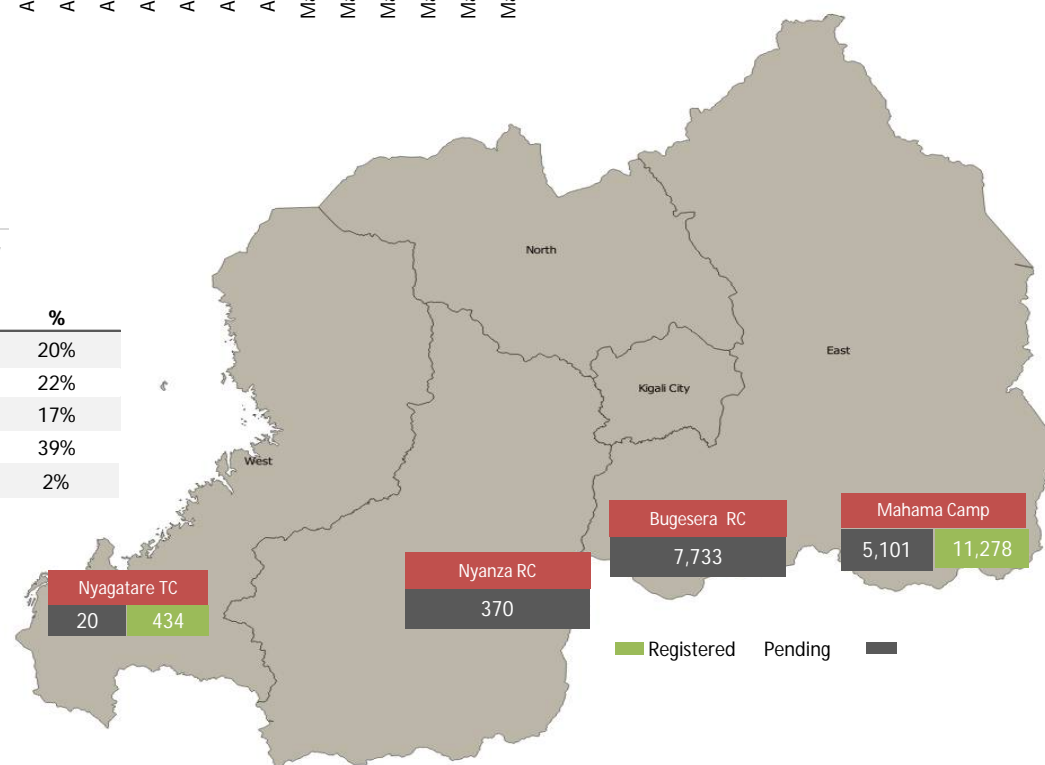 North
%
20%
22%
17%
39%
2%
East
Kigali City
West
Mahama Camp
5,101 11,278
Bugesera RC
7,733
Nyanza RC
370
Nyagatare TC
20 434
Registered Pending